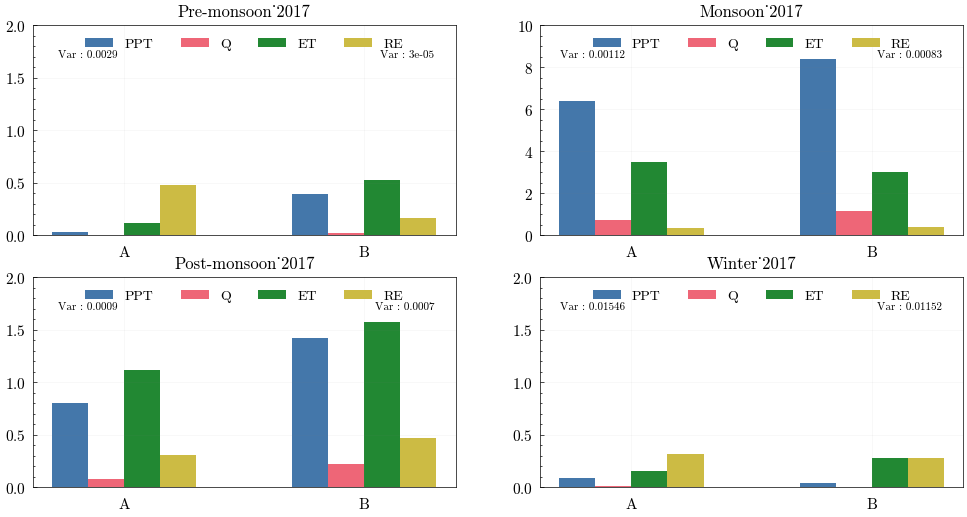 Pre-monsoon˙2017
2.0
PPT Q ET RE
Var : 0.0029
Var : 3e-05
1.5
1.0
0.5
0.0
A B
Monsoon˙2017
10
PPT Q ET RE
Var : 0.00112
Var : 0.00083
8
6
4
2
0
A B
Post-monsoon˙2017
2.0
PPT Q ET RE
Var : 0.0009
Var : 0.0007
1.5
1.0
0.5
0.0
A B
Winter˙2017
2.0
PPT Q ET RE
Var : 0.01546
Var : 0.01152
1.5
1.0
0.5
0.0
A B